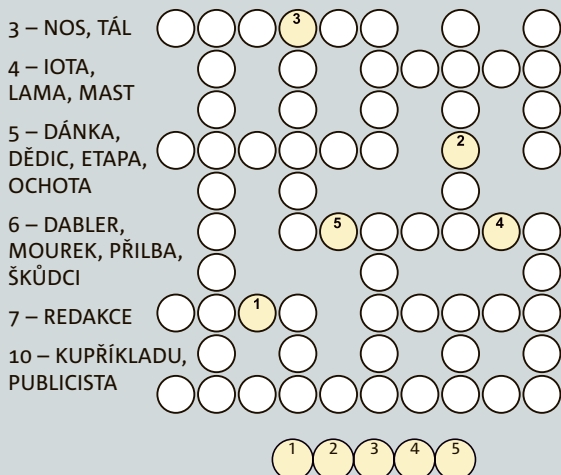 3 – NOS, TÁL
4 – IOTA,
LAMA, MAST
5 – DÁNKA,
DĚDIC, ETAPA,
OCHOTA
6 – DABLER,
MOUREK, PŘILBA,
ŠKŮDCI
7 – REDAKCE
10 – KUPŘÍKLADU,
PUBLICISTA
3
2
5 4
1
1 2 3 4 5